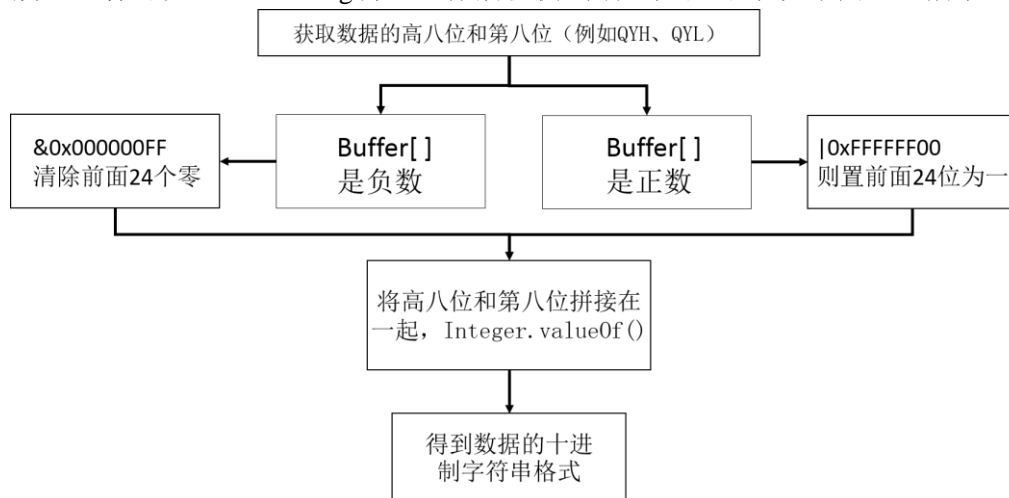 获取数据的高八位和第八位（例如QYH、QYL）
&0x000000FF
清除前面24个零
Buffer[ ]
是负数
Buffer[ ]
是正数
|0xFFFFFF00
则置前面24位为一
将高八位和第八位拼接在
一起，Integer.valueOf()
得到数据的十进
制字符串格式